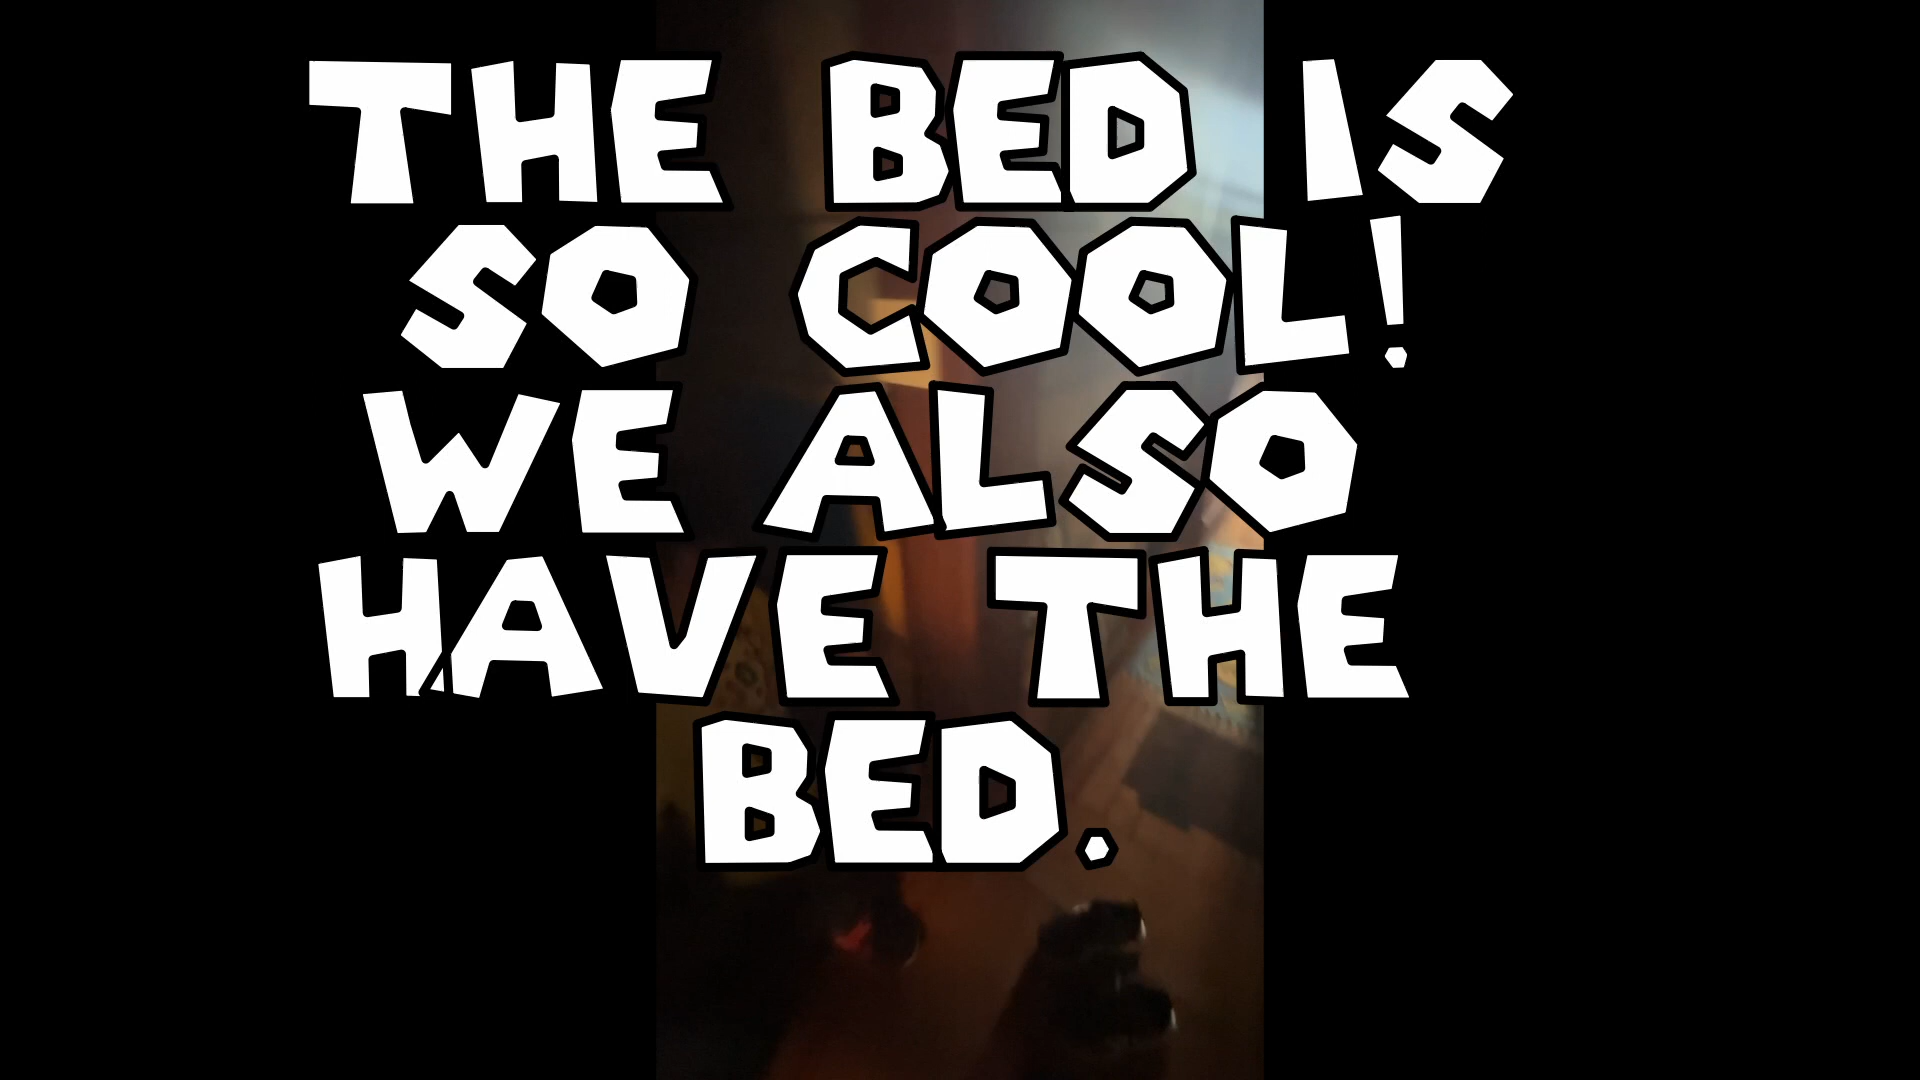 THE BED IS
SO COOL!
WE ALSO
HAVE THE
BED.